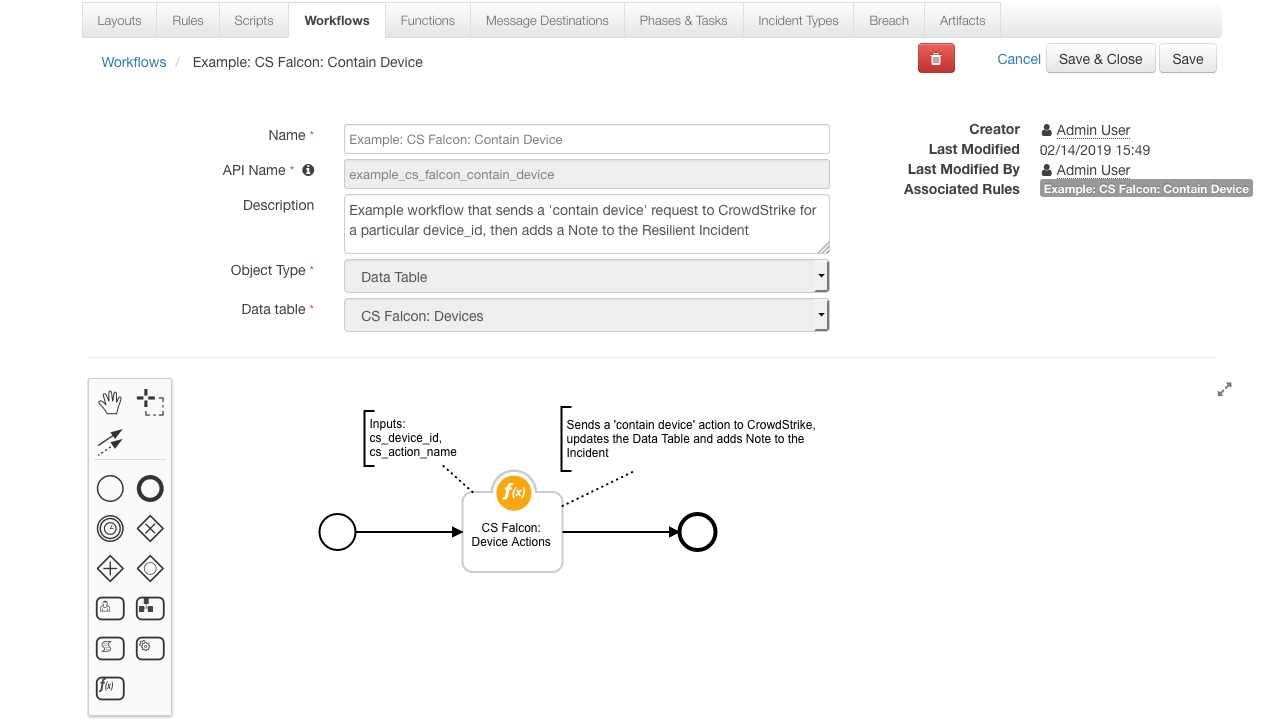 Layouts Rules Scripts Workflows Functions Message Destinations Phases & Tasks Incident Types Breach Artifacts
Workflows / Example: CS Falcon: Contain Device
Cancel Save & Close Save
Name * Example: CS Falcon: Contain Device
API Name * example_cs_falcon_contain_device
Description Example workflow that sends a 'contain device' request to CrowdStrike for
a particular device_id, then adds a Note to the Resilient Incident
Object Type * Data Table
Data table * CS Falcon: Devices
Creator Admin User
Last Modified 02/14/2019 15:49
Last Modified By Admin User
Associated Rules Example: CS Falcon: Contain Device
Inputs:
cs_device_id,
cs_action_name
Sends a 'contain device' action to CrowdStrike,
updates the Data Table and adds Note to the
Incident
f(x)
CS Falcon:
Device Actions
f(x)